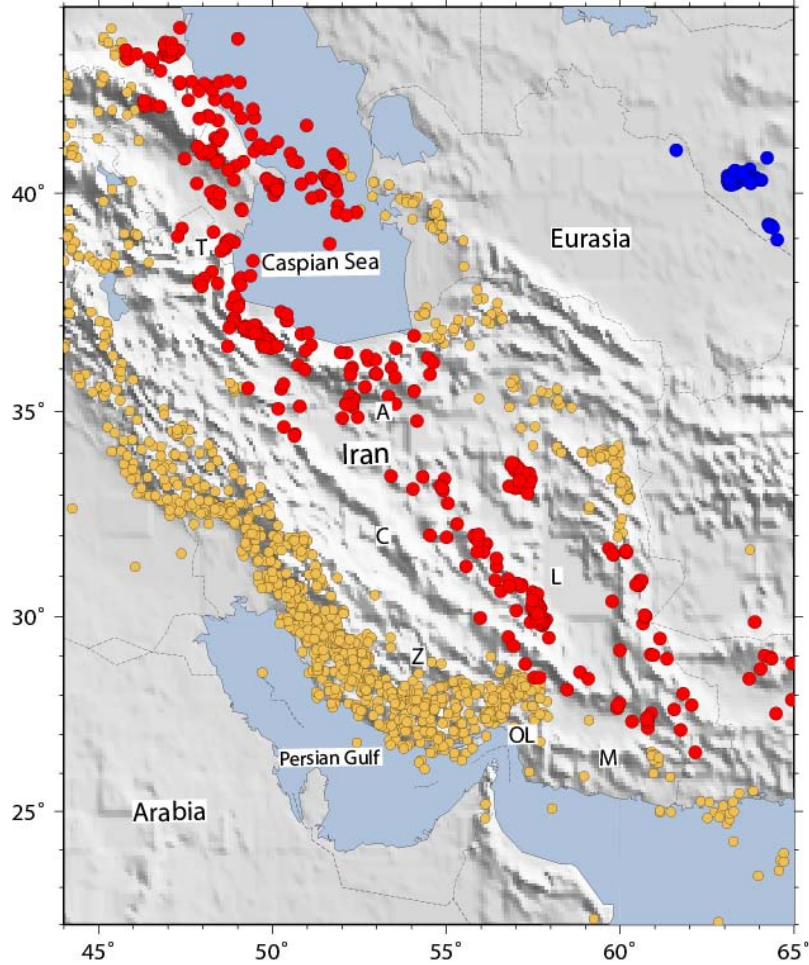 40°
T
Eurasia
Caspian Sea
35°
A
Iran
C
L
30°
Z
OL
Persian Gulf
M
25°
Arabia
45°
50°
55°
60°
65°